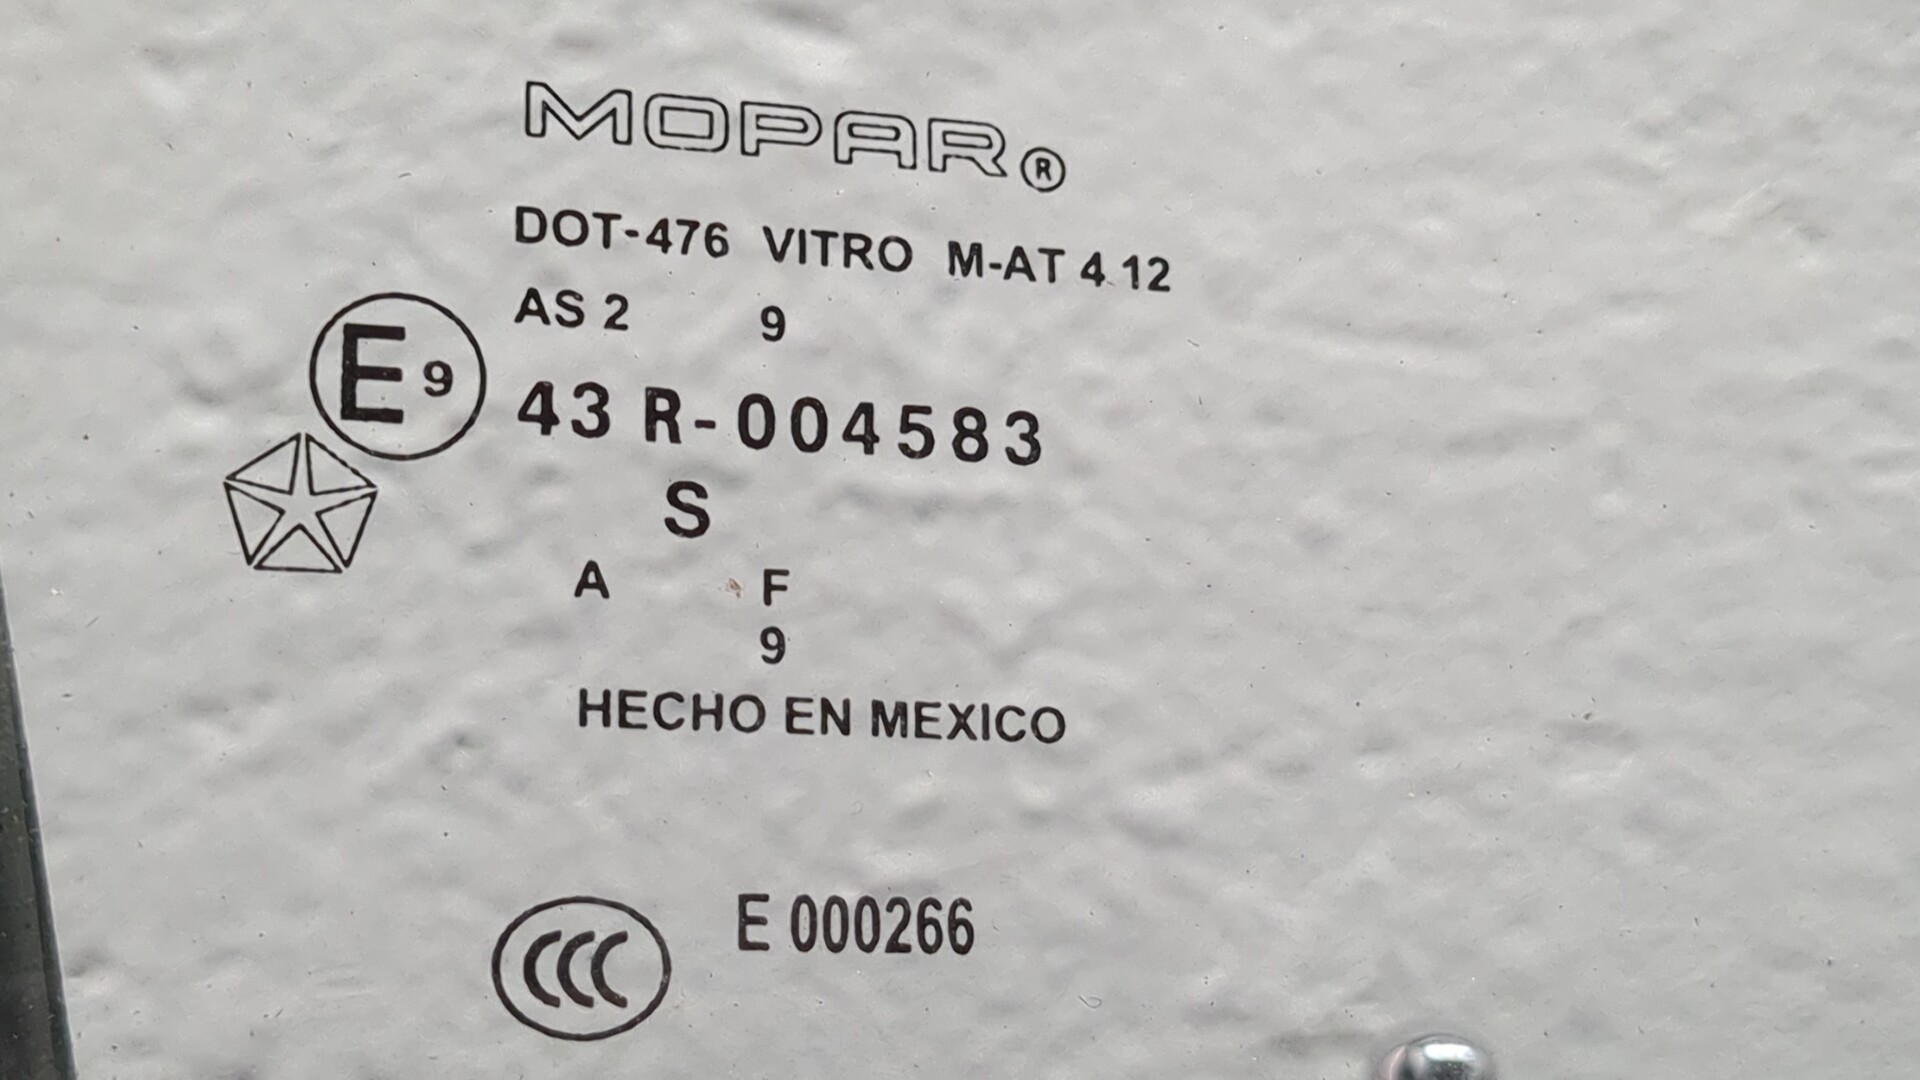 MOPAR®
DOT-476 VITRO M-AT 4.12
AS 2 9
E9 43 R-004583
S
A F
9
HECHO EN MEXICO
CCC E 000266